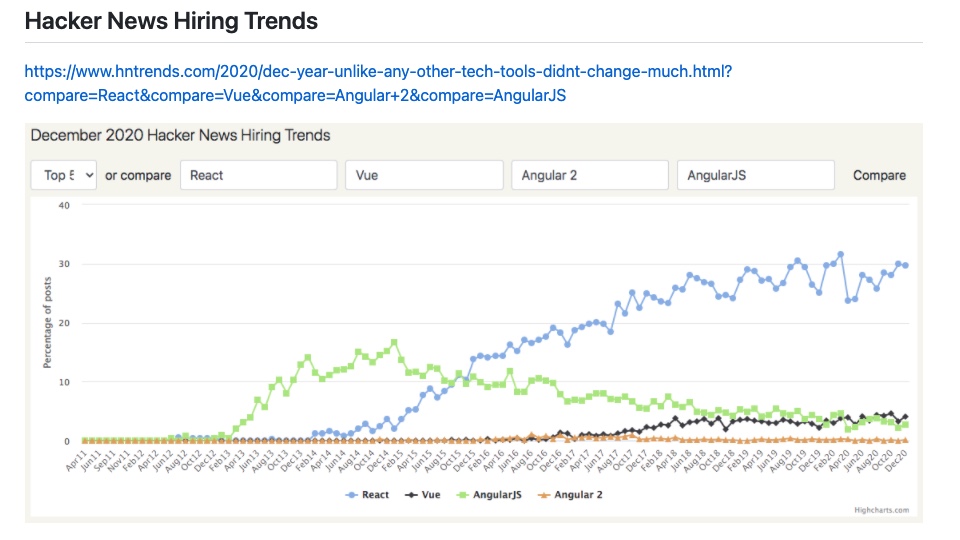 Hacker News Hiring Trends
https://www.hntrends.com/2020/dec-year-unlike-any-other-tech-tools-didnt-change-much.html?
compare=React&compare=Vue&compare=Angular+2&compare=AngularJS
December 2020 Hacker News Hiring Trends
Top 5 or compare React Vue Angular 2 AngularJS Compare
Percentage of posts
40
30
20
10
0
Apr11 Jun11 Sep11 Nov11 Feb12 Apr12 Jun12 Aug12 Oct12 Dec12 Feb13 Apr13 Jun13 Aug13 Oct13 Dec13 Feb14 Apr14 Jun14 Aug14 Oct14 Dec14 Feb15 Apr15 Jun15 Aug15 Oct15 Dec15 Feb16 Apr16 Jun16 Aug16 Oct16 Dec16 Feb17 Apr17 Jun17 Aug17 Oct17 Dec17 Feb18 Apr18 Jun18 Aug18 Oct18 Dec18 Feb19 Apr19 Jun19 Aug19 Oct19 Dec19 Feb20 Apr20 Jun20 Aug20 Oct20 Dec20
React Vue AngularJS Angular 2
Highcharts.com